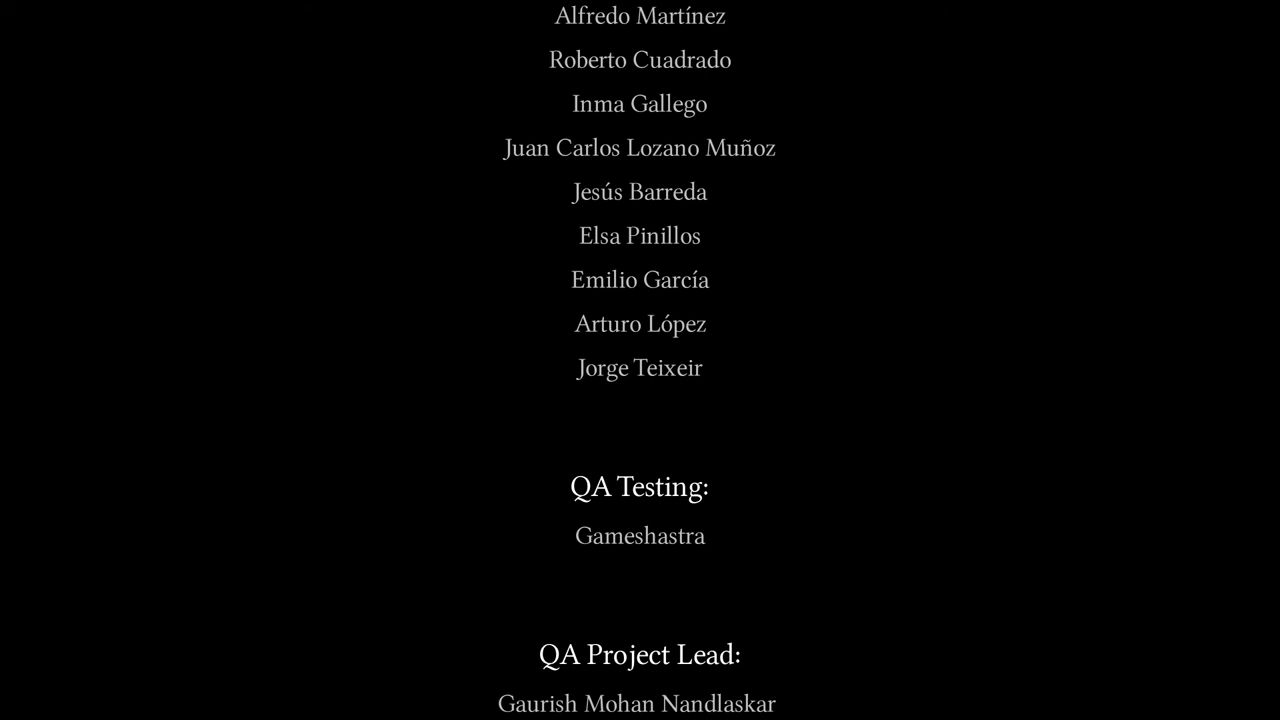 Alfredo Martínez
Roberto Cuadrado
Inma Gallego
Juan Carlos Lozano Muñoz
Jesús Barreda
Elsa Pinillos
Emilio García
Arturo López
Jorge Teixeir
QA Testing:
Gameshastra
QA Project Lead:
Gaurish Mohan Nandlaskar